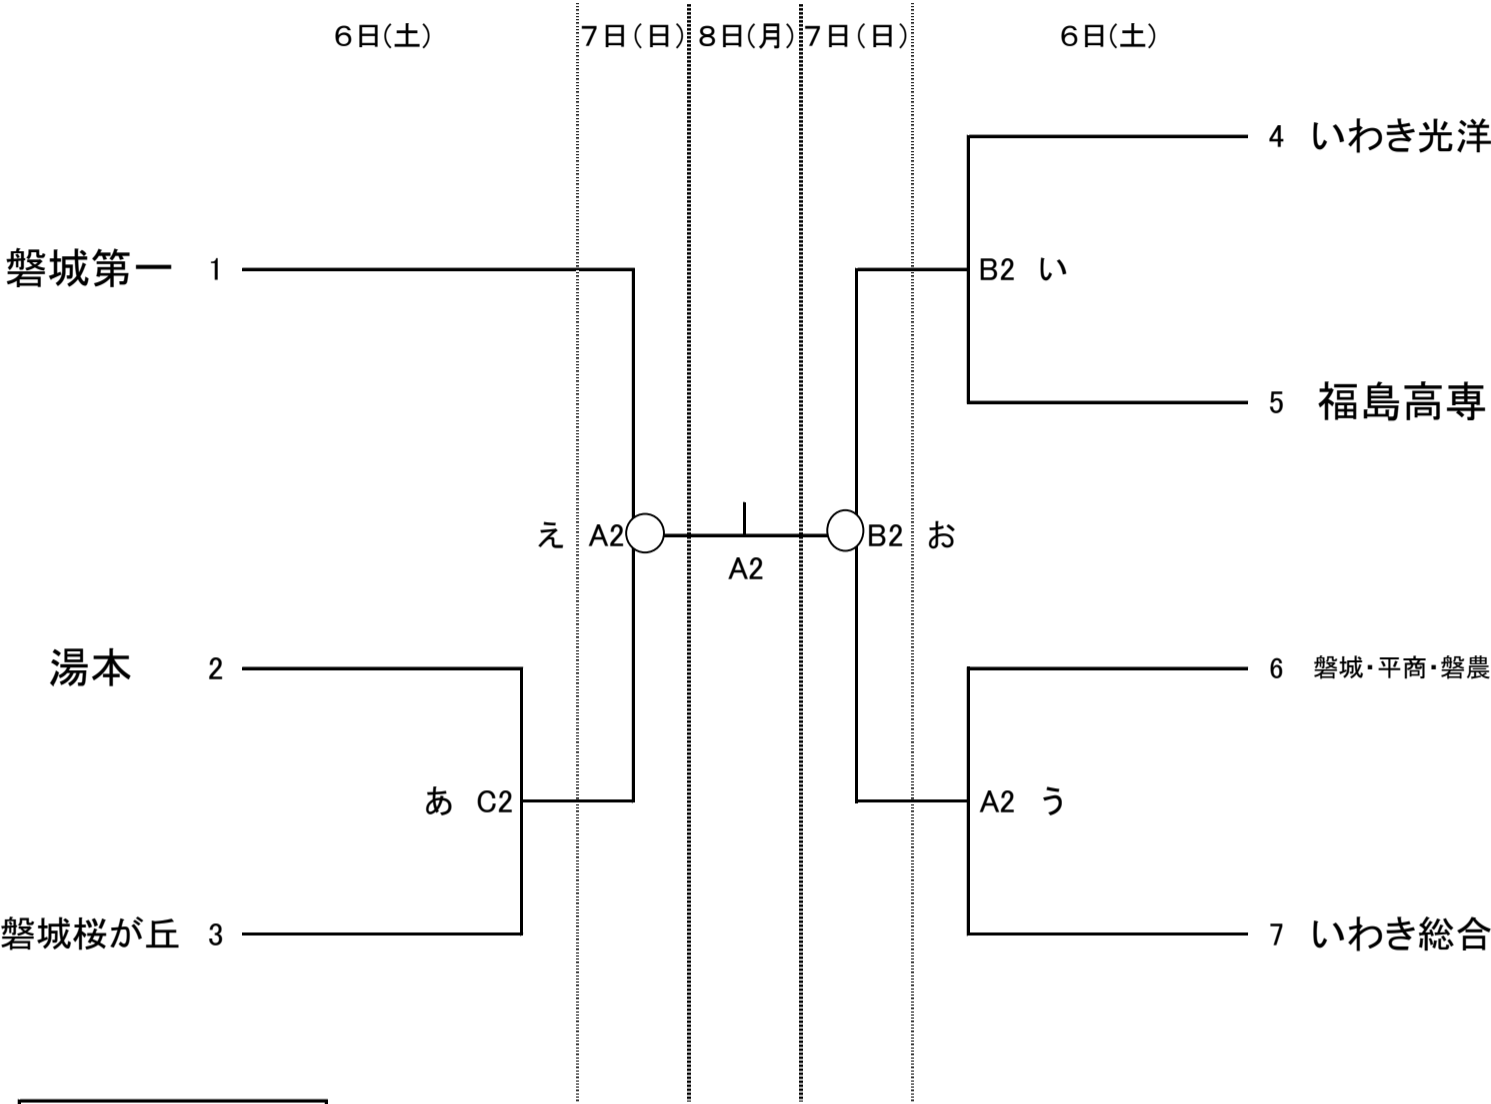 6日(土) 7日(日) 8日(月) 7日(日) 6日(土)
4 いわき光洋
磐城第一 1
B2 い
5 福島高専
え A2
B2 お
A2
湯本 2
6 磐城・平商・磐農
あ C2
A2 う
磐城桜が丘 3
7 いわき総合